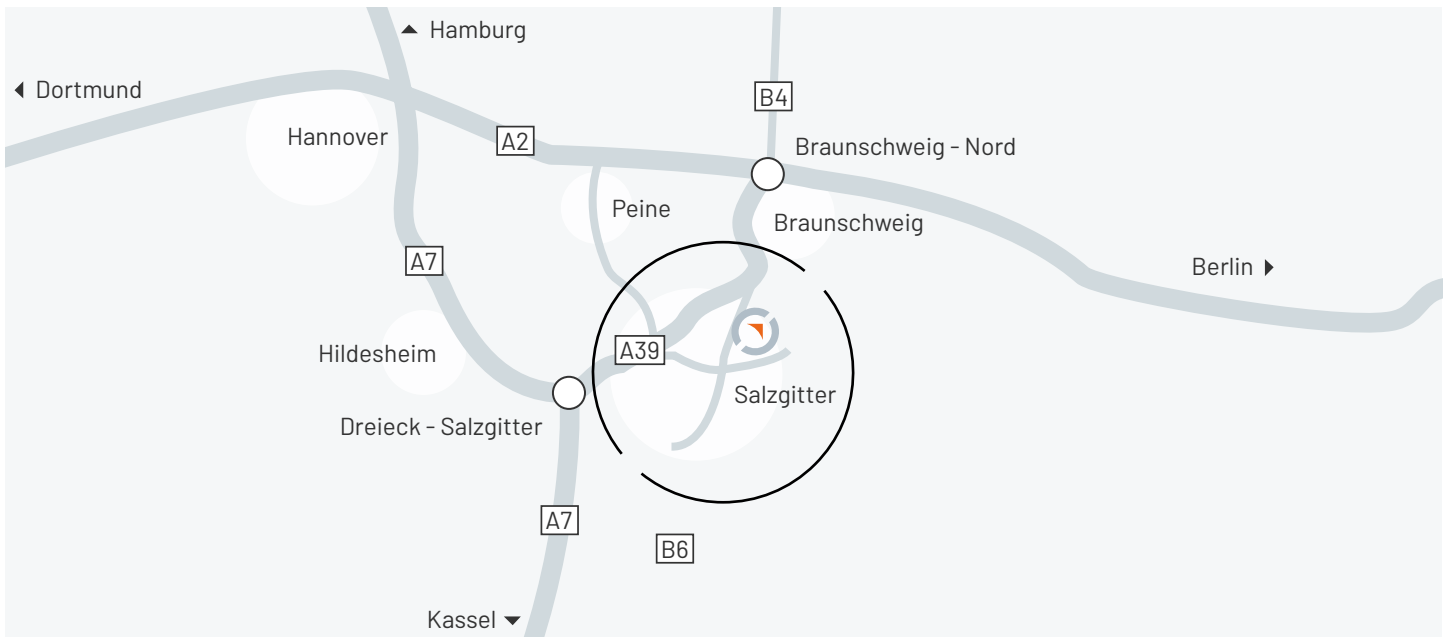 Hamburg
Dortmund
B4
Hannover
A2
Braunschweig - Nord
Peine
Braunschweig
A7
Berlin
A39
Hildesheim
Salzgitter
Dreieck - Salzgitter
A7
B6
Kassel